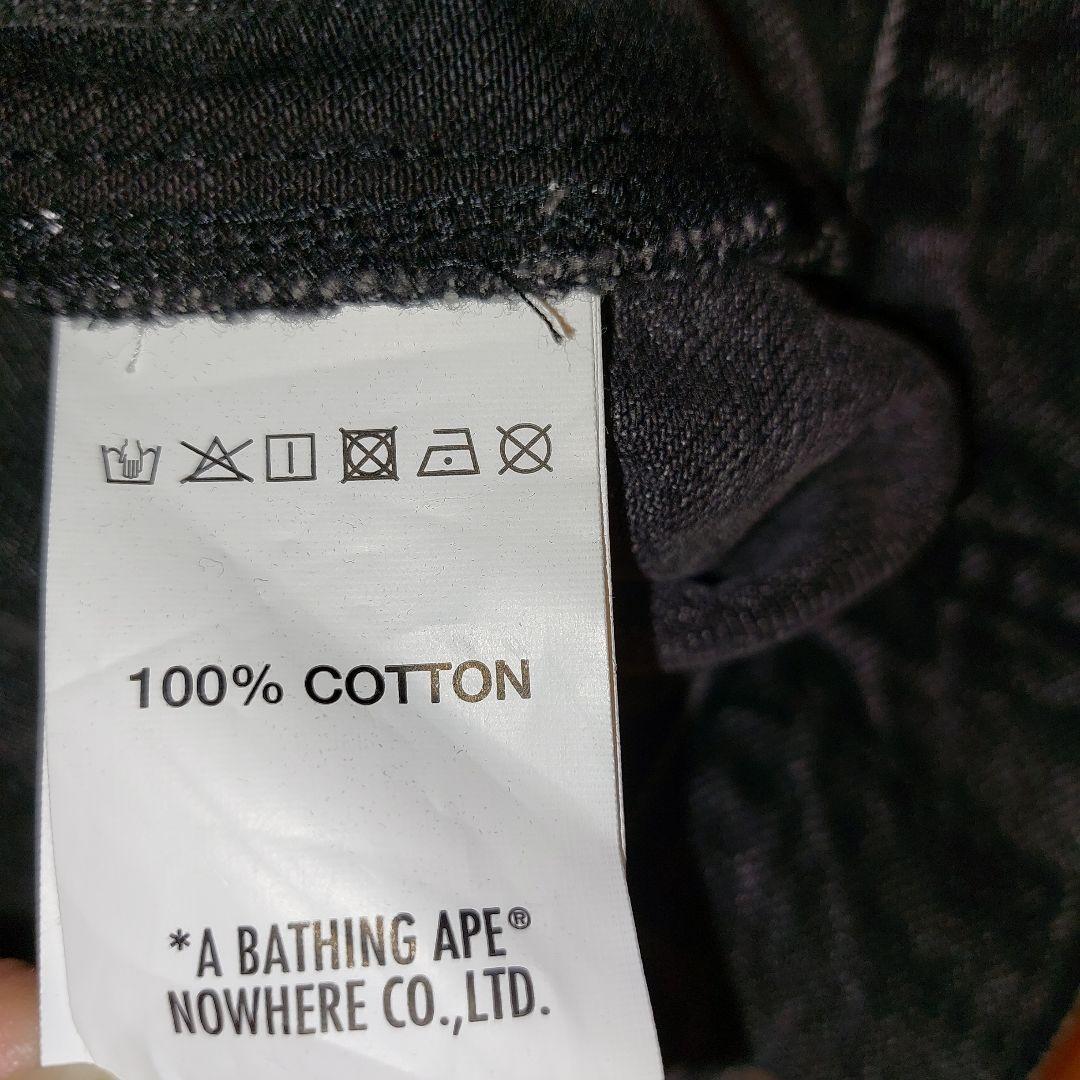 100% COTTON
*A BATHING APE®
NOWHERE CO.,LTD.